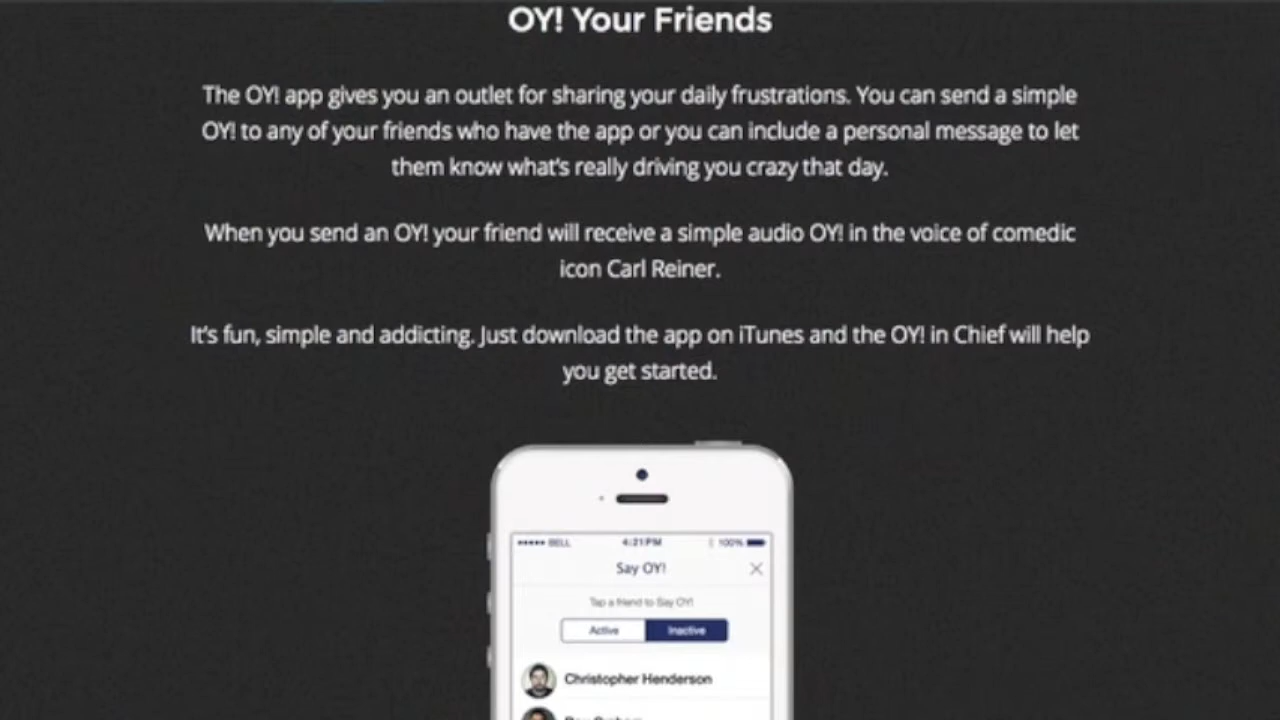 OY! Your Friends
The OY! app gives you an outlet for sharing your daily frustrations. You can send a simple
OY! to any of your friends who have the app or you can include a personal message to let
them know what's really driving you crazy that day.
When you send an OY! your friend will receive a simple audio OY! in the voice of comedic
icon Carl Reiner.
It's fun, simple and addicting. Just download the app on iTunes and the OY! in Chief will help
you get started.
BELL 4:21PM 100%
Say OY!
Tap a friend to Say OY!
Active Inactive
Christopher Henderson